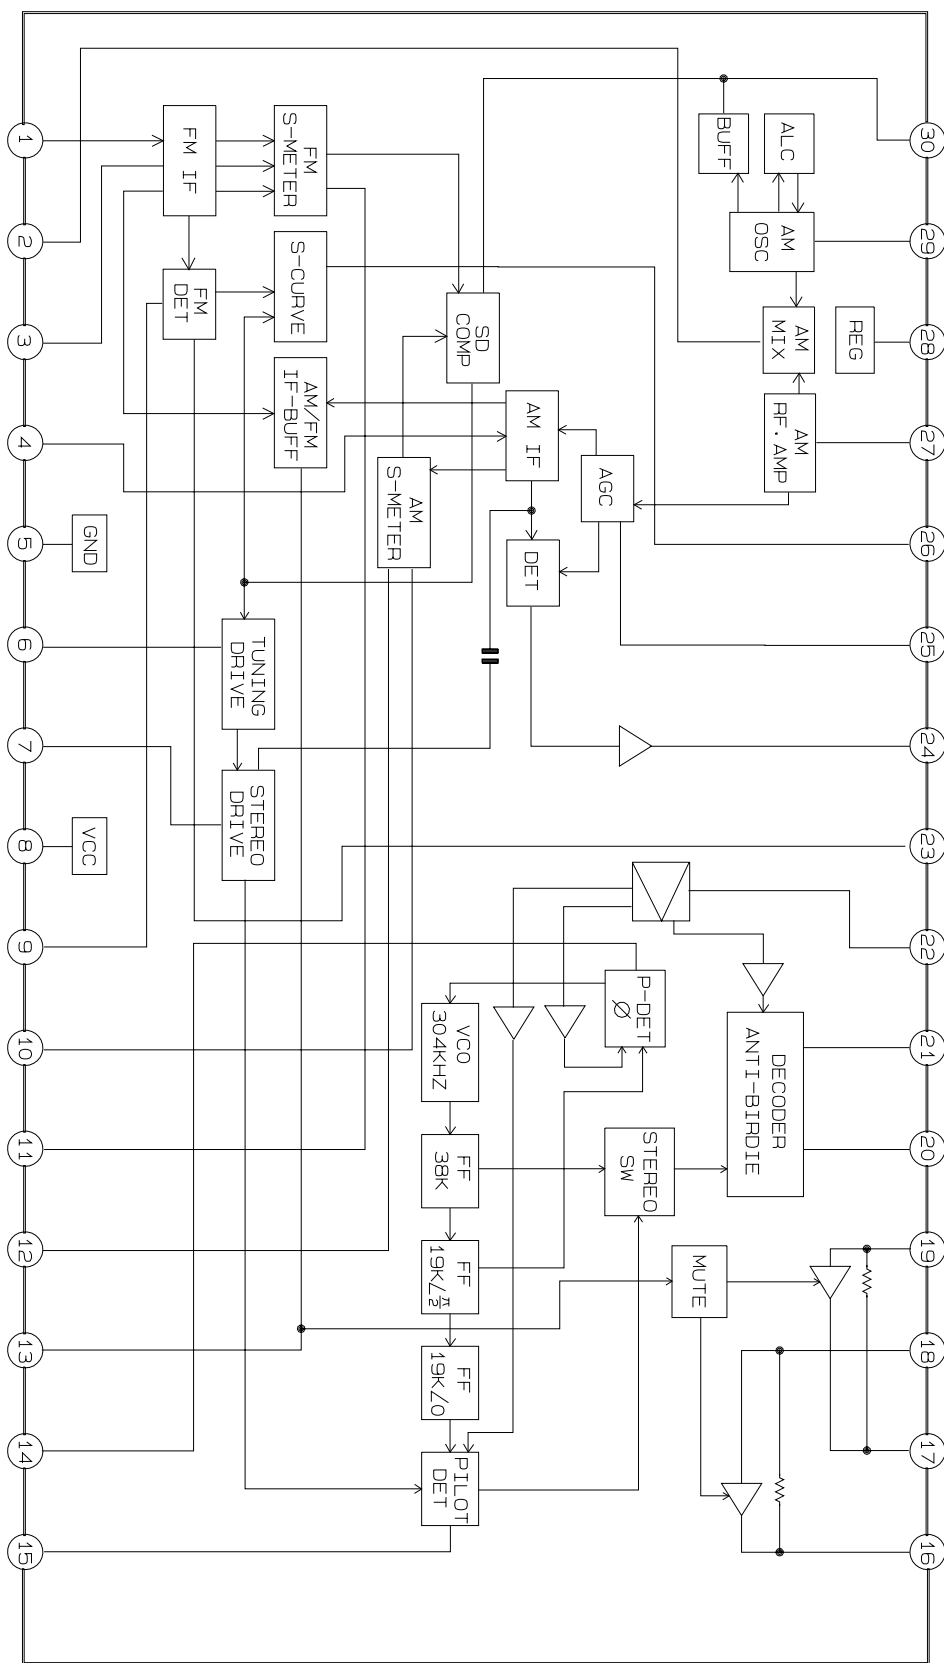 30
29
28
27
26
25
24
23
22
21
20
19
18
17
16
BUFF
ALC
AM
OSC
AM
MIX
REG
AM
RF.AMP
SD
COMP
AM IF
AGC
DET
AM
S-METER
FM IF
FM
S-METER
FM
DET
S-CURVE
AM/FM
IF-BUFF
GND
TUNING
DRIVE
STEREO
DRIVE
VCC
P-DET
Ø
VCO
304KHZ
DECODER
ANTI-BIRDIE
FF
38K
STEREO
SW
FF
19K/π/2
FF
19K/0
MUTE
PILOT
DET
1
2
3
4
5
6
7
8
9
10
11
12
13
14
15